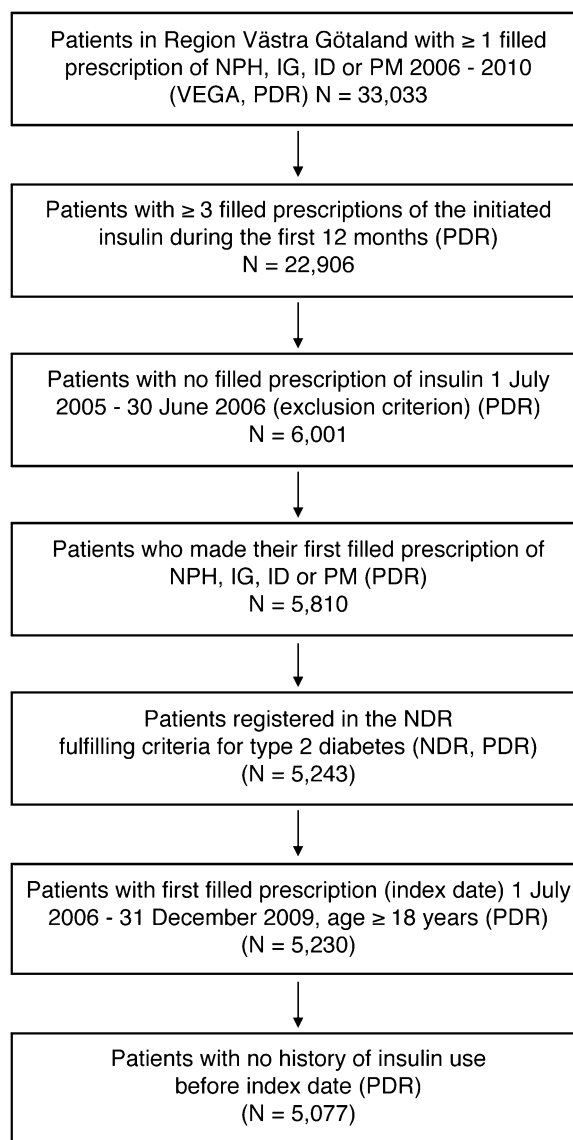 Patients in Region Västra Götaland with ≥ 1 filled
prescription of NPH, IG, ID or PM 2006 - 2010
(VEGA, PDR) N = 33,033
Patients with ≥ 3 filled prescriptions of the initiated
insulin during the first 12 months (PDR)
N = 22,906
Patients with no filled prescription of insulin 1 July
2005 - 30 June 2006 (exclusion criterion) (PDR)
N = 6,001
Patients who made their first filled prescription of
NPH, IG, ID or PM (PDR)
N = 5,810
Patients registered in the NDR
fulfilling criteria for type 2 diabetes (NDR, PDR)
(N = 5,243)
Patients with first filled prescription (index date) 1 July
2006 - 31 December 2009, age ≥ 18 years (PDR)
(N = 5,230)
Patients with no history of insulin use
before index date (PDR)
(N = 5,077)